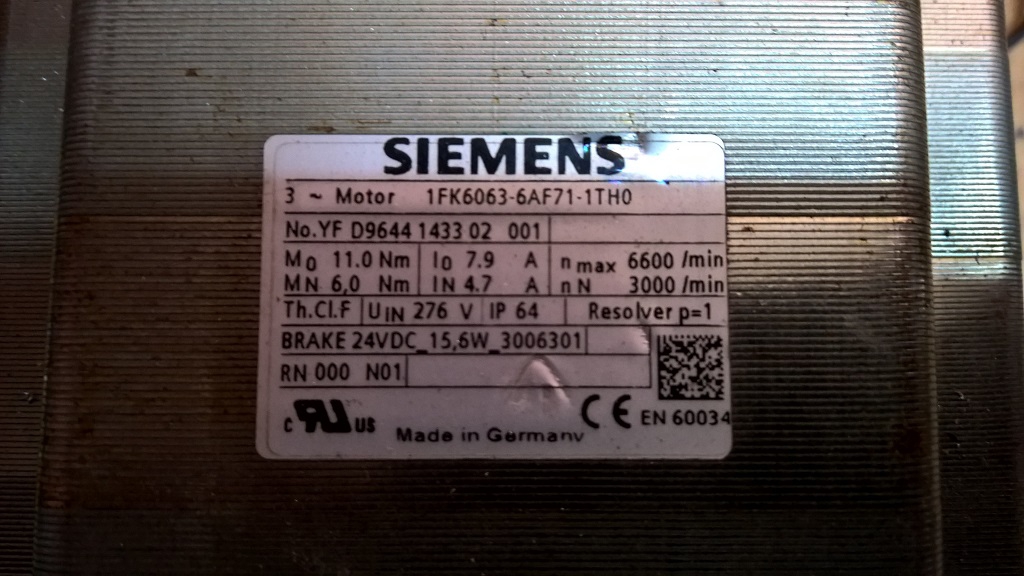 SIEMENS
3 ~ Motor 1FK6063-6AF71-1TH0
No.YF D9644 1433 02 001
M0 11.0 Nm I0 7.9 A n max 6600 /min
MN 6,0 Nm IN 4.7 A nN 3000 /min
Th.Cl.F UIN 276 V IP 64 Resolver p=1
BRAKE 24VDC_15,6W_3006301
RN 000 N01
c RU US CE EN 60034
Made in Germany